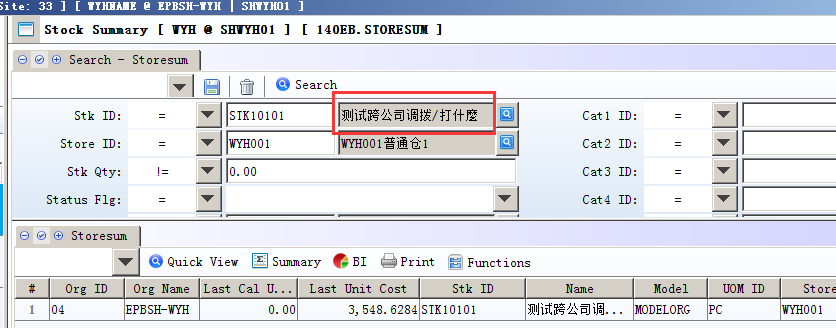 Site: 33 ] [ WYHNAME @ EPBSH-WYH | SHWYH01 ]
Stock Summary [ WYH @ SHWYH01 ] [ 140EB.STORESUM ]
Search - Storesum
Search
Stk ID: = STK10101 测试跨公司调拨/打什麼 Cat1 ID: =
Store ID: = WYH001 WYH001普通仓1 Cat2 ID: =
Stk Qty: != 0.00 Cat3 ID: =
Status Flg: = Cat4 ID: =
Storesum
Quick View Summary BI Print Functions
# Org ID Org Name Last Cal U... Last Unit Cost Stk ID Name Model UOM ID Store
1 04 EPBSH-WYH 0.00 3,548.6284 STK10101 测试跨公司调... MODELORG PC WYH001